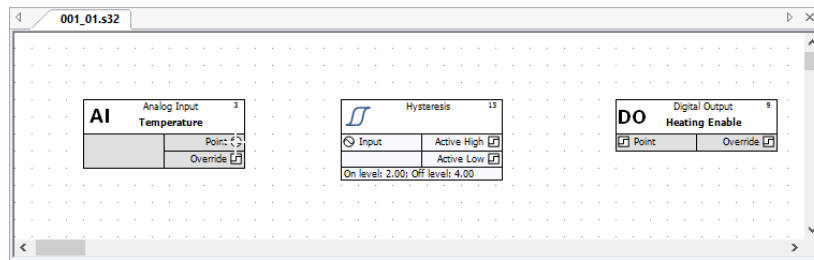 001_01.s32
AI
Analog Input
3
Temperature
Point
Override
Hysteresis
15
Input
Active High
Active Low
On level: 2.00; Off level: 4.00
DO
Digital Output
9
Heating Enable
Point
Override